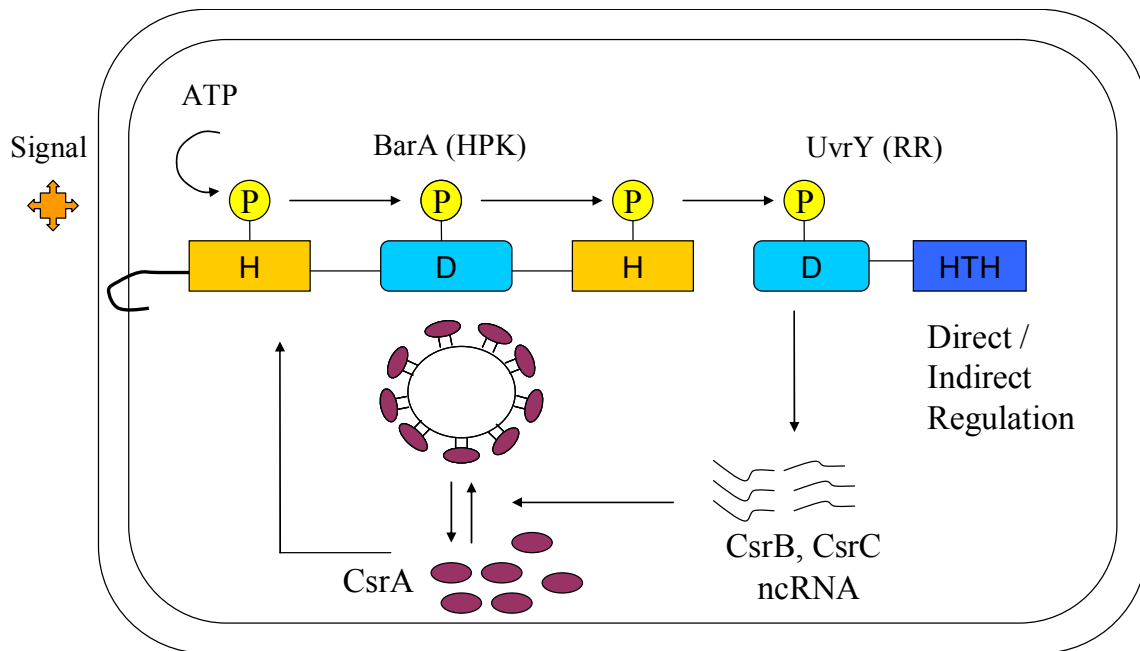 ATP
Signal
BarA (HPK)
UvrY (RR)
P
P
P
P
H
D
H
D
HTH
Direct /
Indirect
Regulation
CsrA
CsrB, CsrC
ncRNA